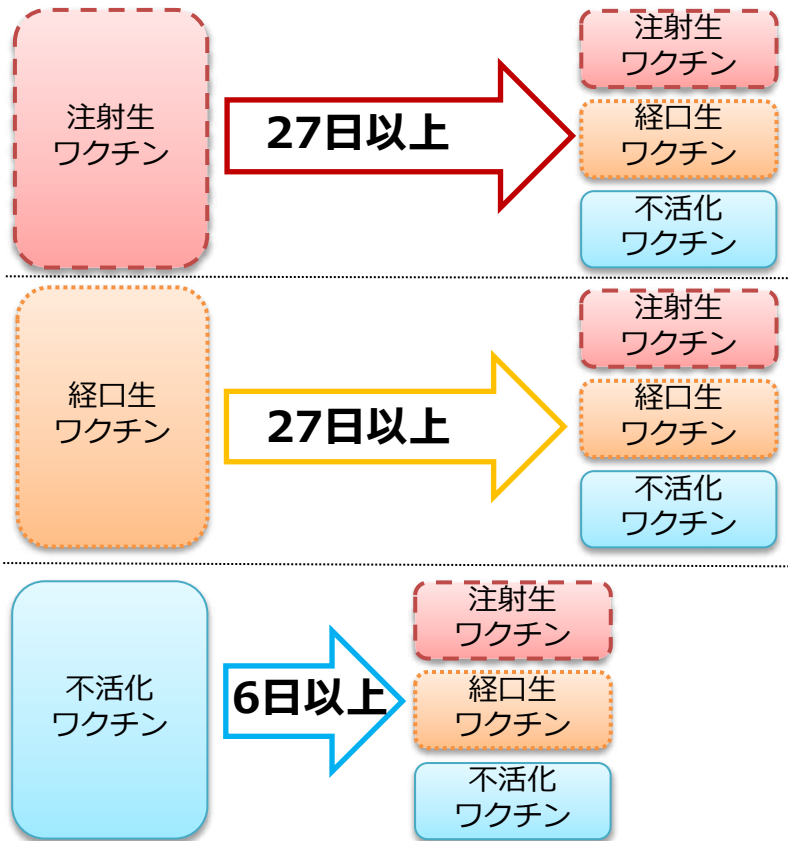 注射生
ワクチン
27日以上
注射生
ワクチン
経口生
ワクチン
不活化
ワクチン
経口生
ワクチン
27日以上
注射生
ワクチン
経口生
ワクチン
不活化
ワクチン
不活化
ワクチン
6日以上
注射生
ワクチン
経口生
ワクチン
不活化
ワクチン